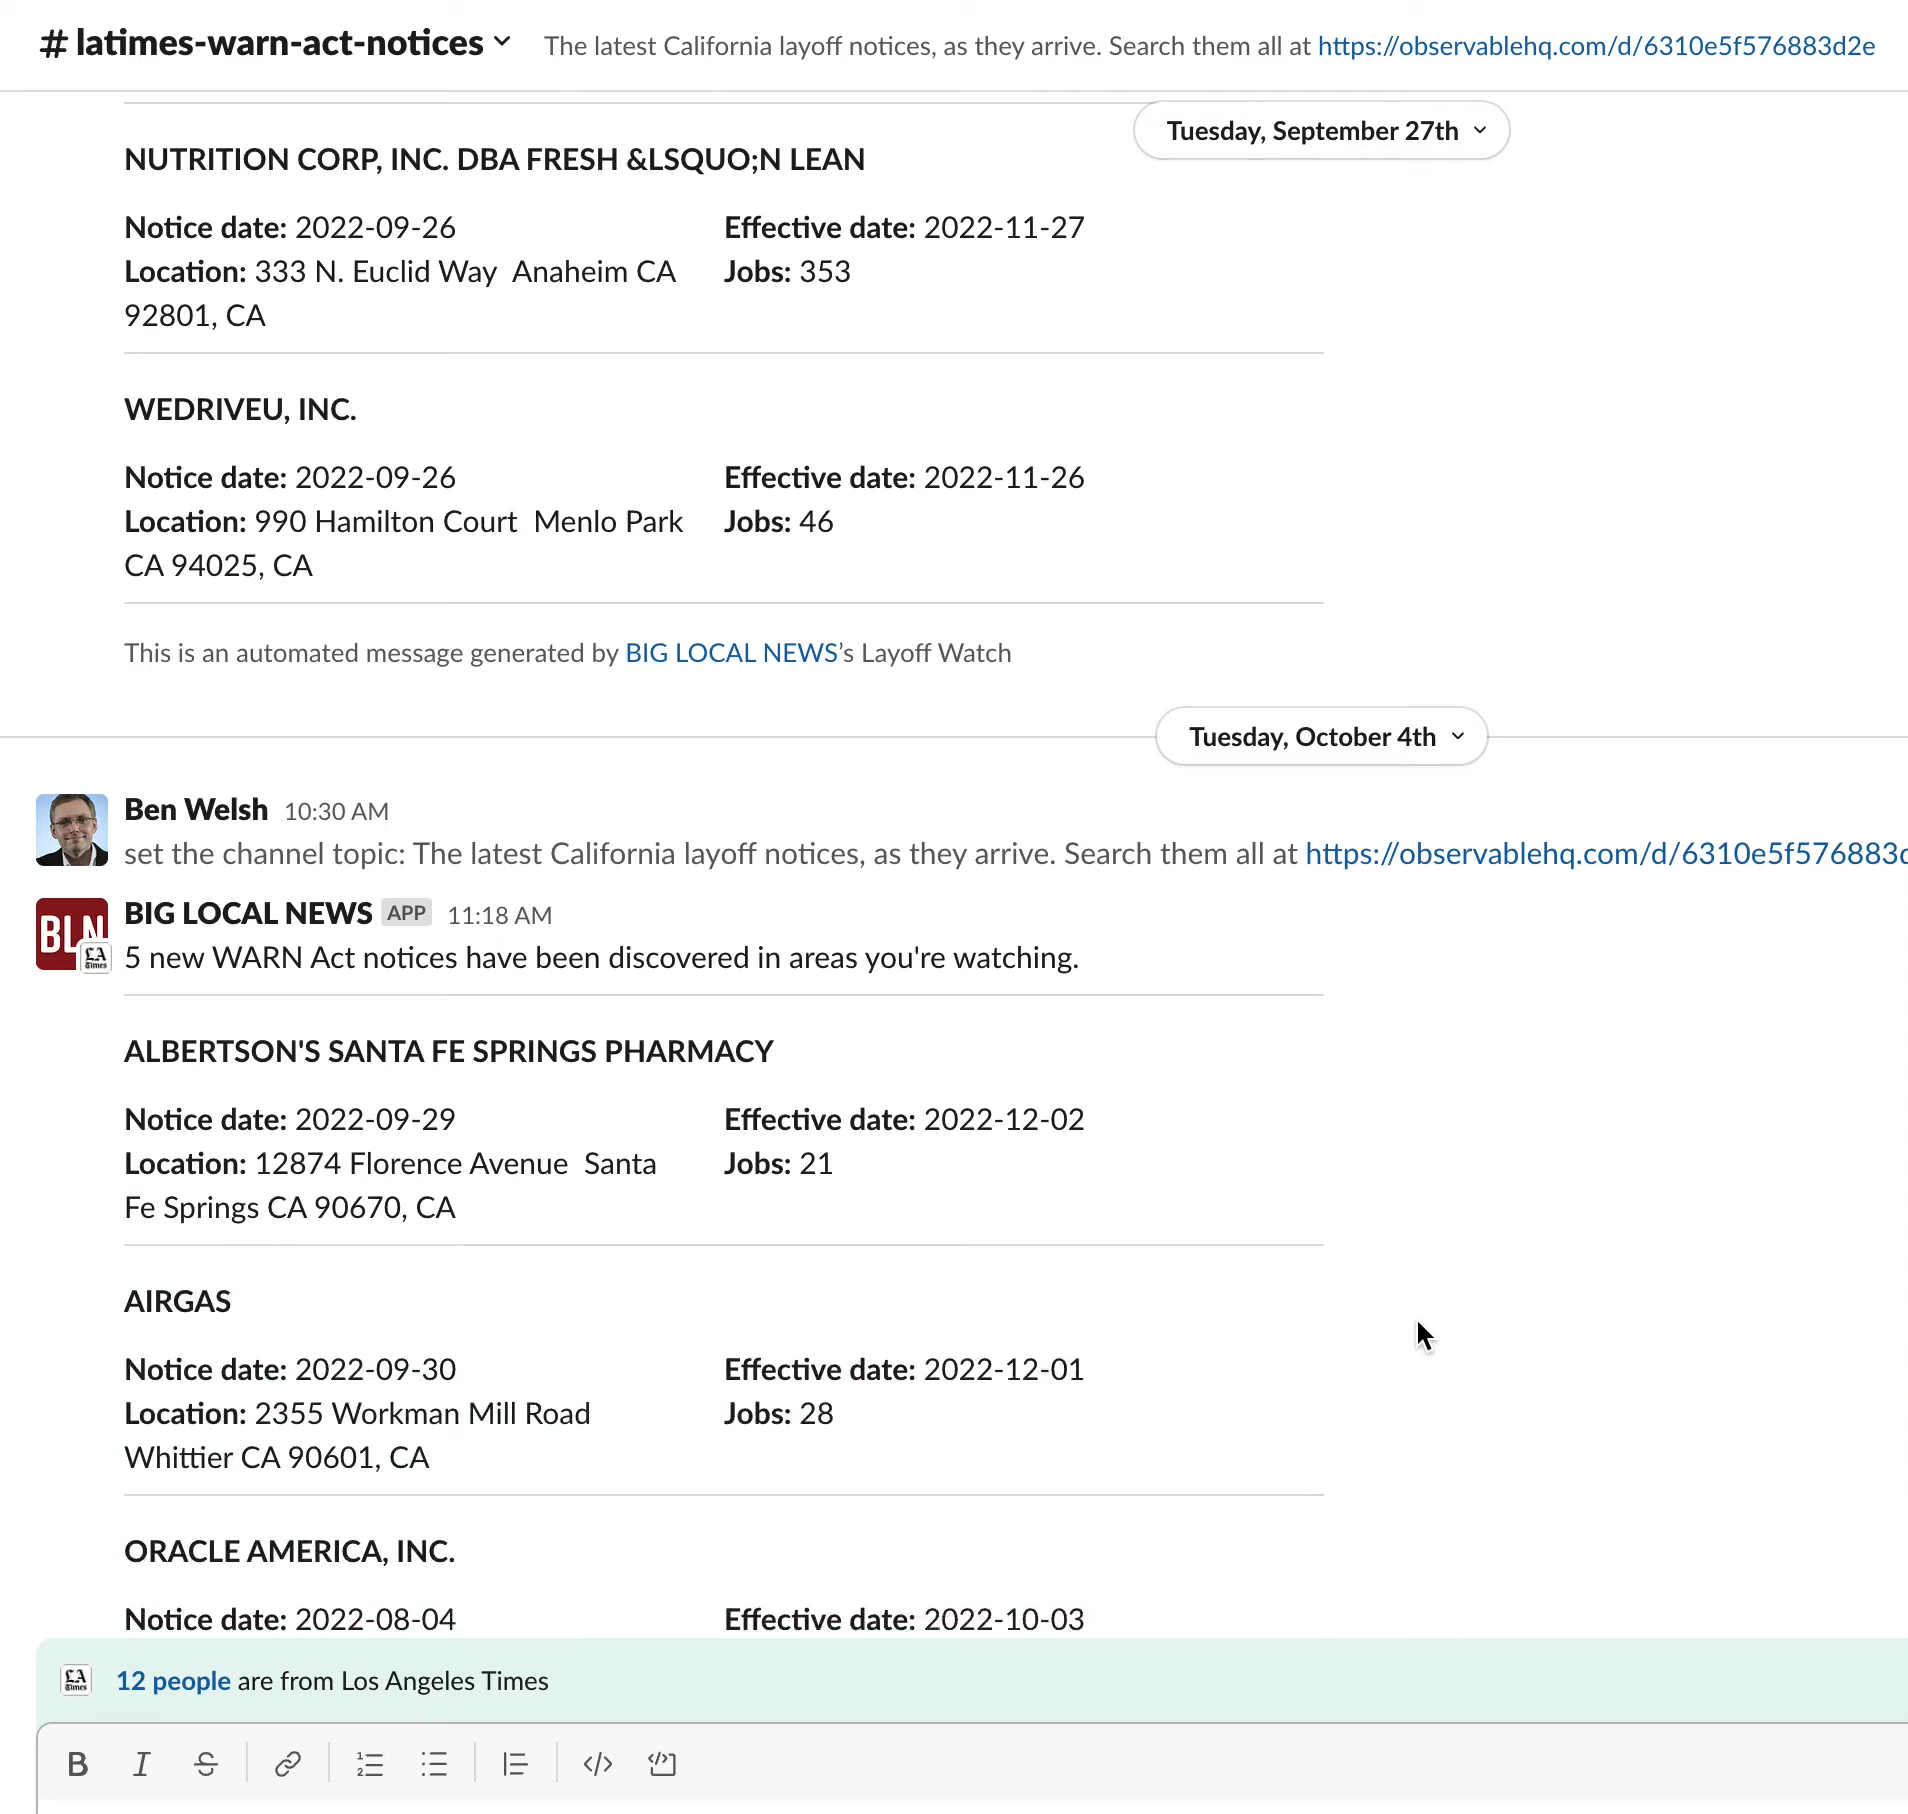 # latimes-warn-act-notices The latest California layoff notices, as they arrive. Search them all at https://observablehq.com/d/6310e5f576883d2e
Tuesday, September 27th
NUTRITION CORP, INC. DBA FRESH &LSQUO;N LEAN
Notice date: 2022-09-26 Effective date: 2022-11-27
Location: 333 N. Euclid Way  Anaheim CA Jobs: 353
92801, CA
WEDRIVEU, INC.
Notice date: 2022-09-26 Effective date: 2022-11-26
Location: 990 Hamilton Court  Menlo Park Jobs: 46
CA 94025, CA
This is an automated message generated by BIG LOCAL NEWS's Layoff Watch
Tuesday, October 4th
Ben Welsh 10:30 AM
set the channel topic: The latest California layoff notices, as they arrive. Search them all at https://observablehq.com/d/6310e5f576883d
BLN
LA Times
BIG LOCAL NEWS APP 11:18 AM
5 new WARN Act notices have been discovered in areas you're watching.
ALBERTSON'S SANTA FE SPRINGS PHARMACY
Notice date: 2022-09-29 Effective date: 2022-12-02
Location: 12874 Florence Avenue  Santa Jobs: 21
Fe Springs CA 90670, CA
AIRGAS
Notice date: 2022-09-30 Effective date: 2022-12-01
Location: 2355 Workman Mill Road Jobs: 28
Whittier CA 90601, CA
ORACLE AMERICA, INC.
Notice date: 2022-08-04 Effective date: 2022-10-03
LA Times
12 people are from Los Angeles Times
B I S